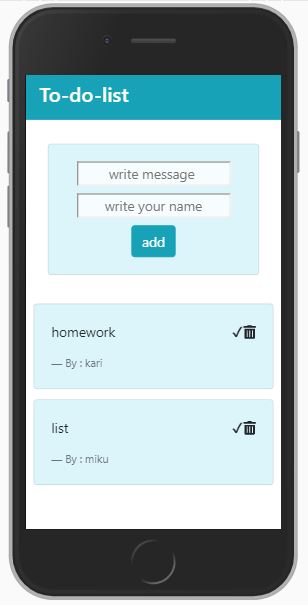 To-do-list
write message
write your name
add
homework
— By : kari
list
— By : miku